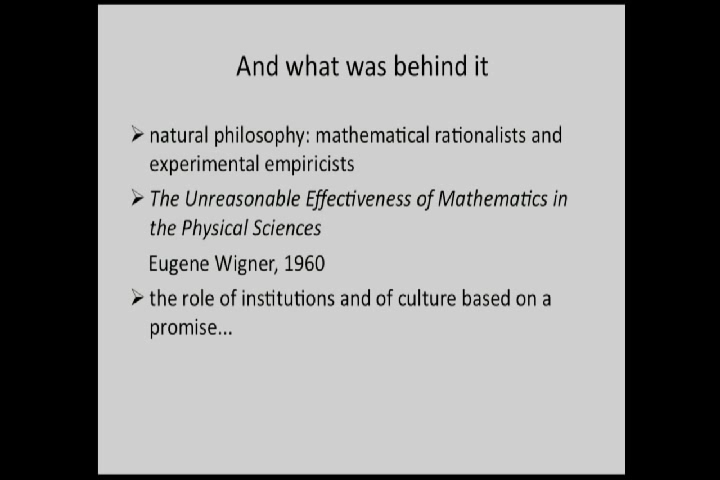 And what was behind it
➢ natural philosophy: mathematical rationalists and
experimental empiricists
➢ The Unreasonable Effectiveness of Mathematics in
the Physical Sciences
Eugene Wigner, 1960
➢ the role of institutions and of culture based on a
promise...